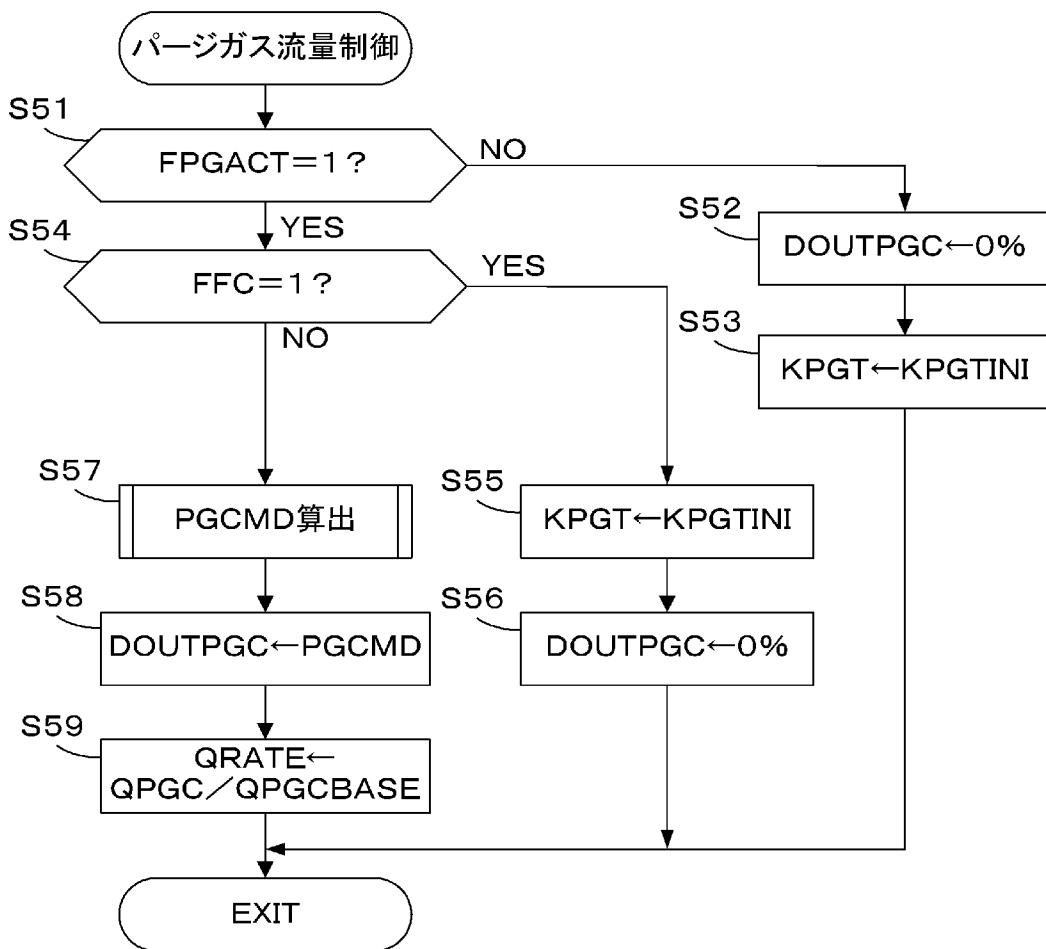 パージガス流量制御
S51
FPGACT=1?
NO
YES
S52
DOUTPGC←0%
S54
FFC=1?
YES
NO
S53
KPGT←KPGTINI
S57
PGCMD算出
S55
KPGT←KPGTINI
S58
DOUTPGC←PGCMD
S56
DOUTPGC←0%
S59
QRATE←
QPGC/QPGCBASE
EXIT